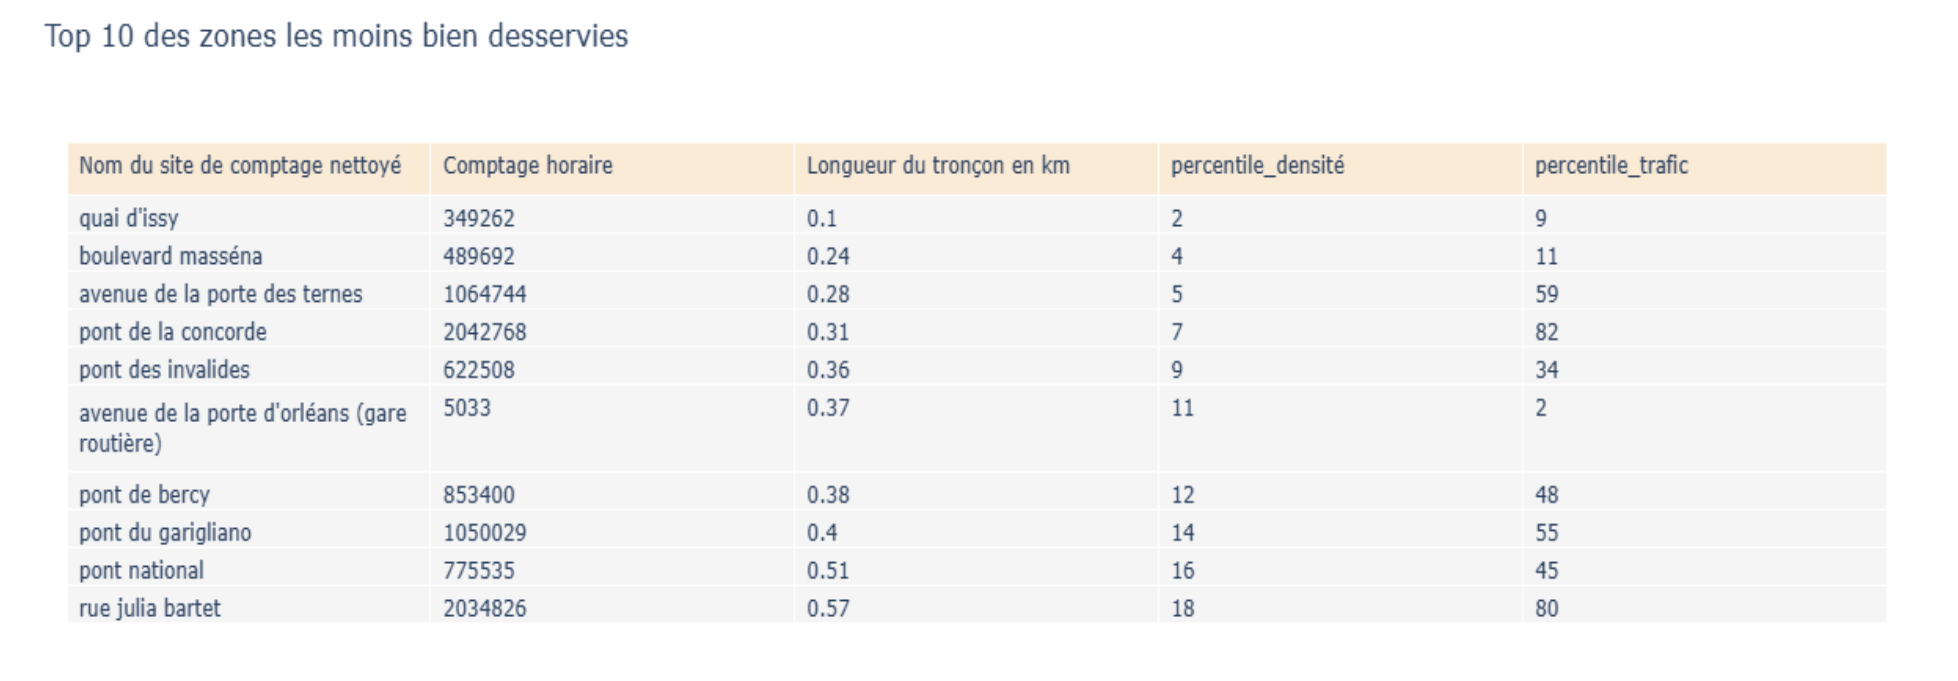 Top 10 des zones les moins bien desservies
Nom du site de comptage nettoyé Comptage horaire Longueur du tronçon en km percentile_densité percentile_trafic
quai d'issy 349262 0.1 2 9
boulevard masséna 489692 0.24 4 11
avenue de la porte des ternes 1064744 0.28 5 59
pont de la concorde 2042768 0.31 7 82
pont des invalides 622508 0.36 9 34
avenue de la porte d'orléans (gare 5033 0.37 11 2
routière)
pont de bercy 853400 0.38 12 48
pont du garigliano 1050029 0.4 14 55
pont national 775535 0.51 16 45
rue julia bartet 2034826 0.57 18 80